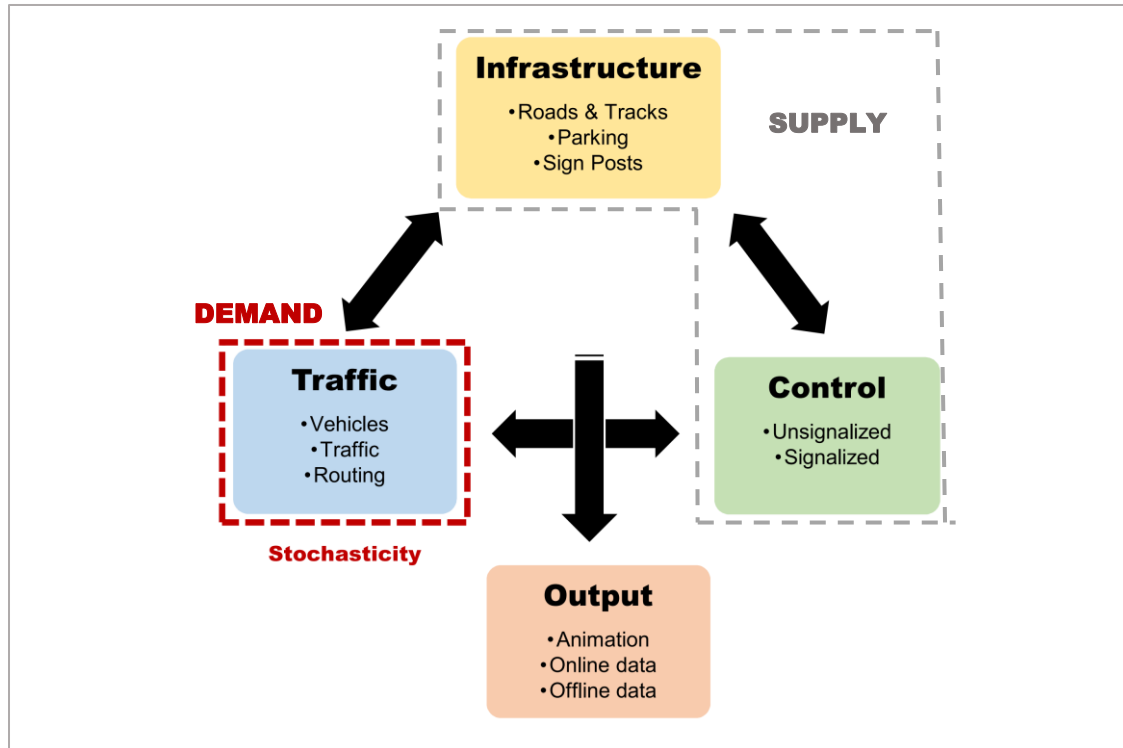 Infrastructure
•Roads & Tracks
•Parking
•Sign Posts
SUPPLY
DEMAND
Traffic
•Vehicles
•Traffic
•Routing
Control
•Unsignalized
•Signalized
Stochasticity
Output
•Animation
•Online data
•Offline data